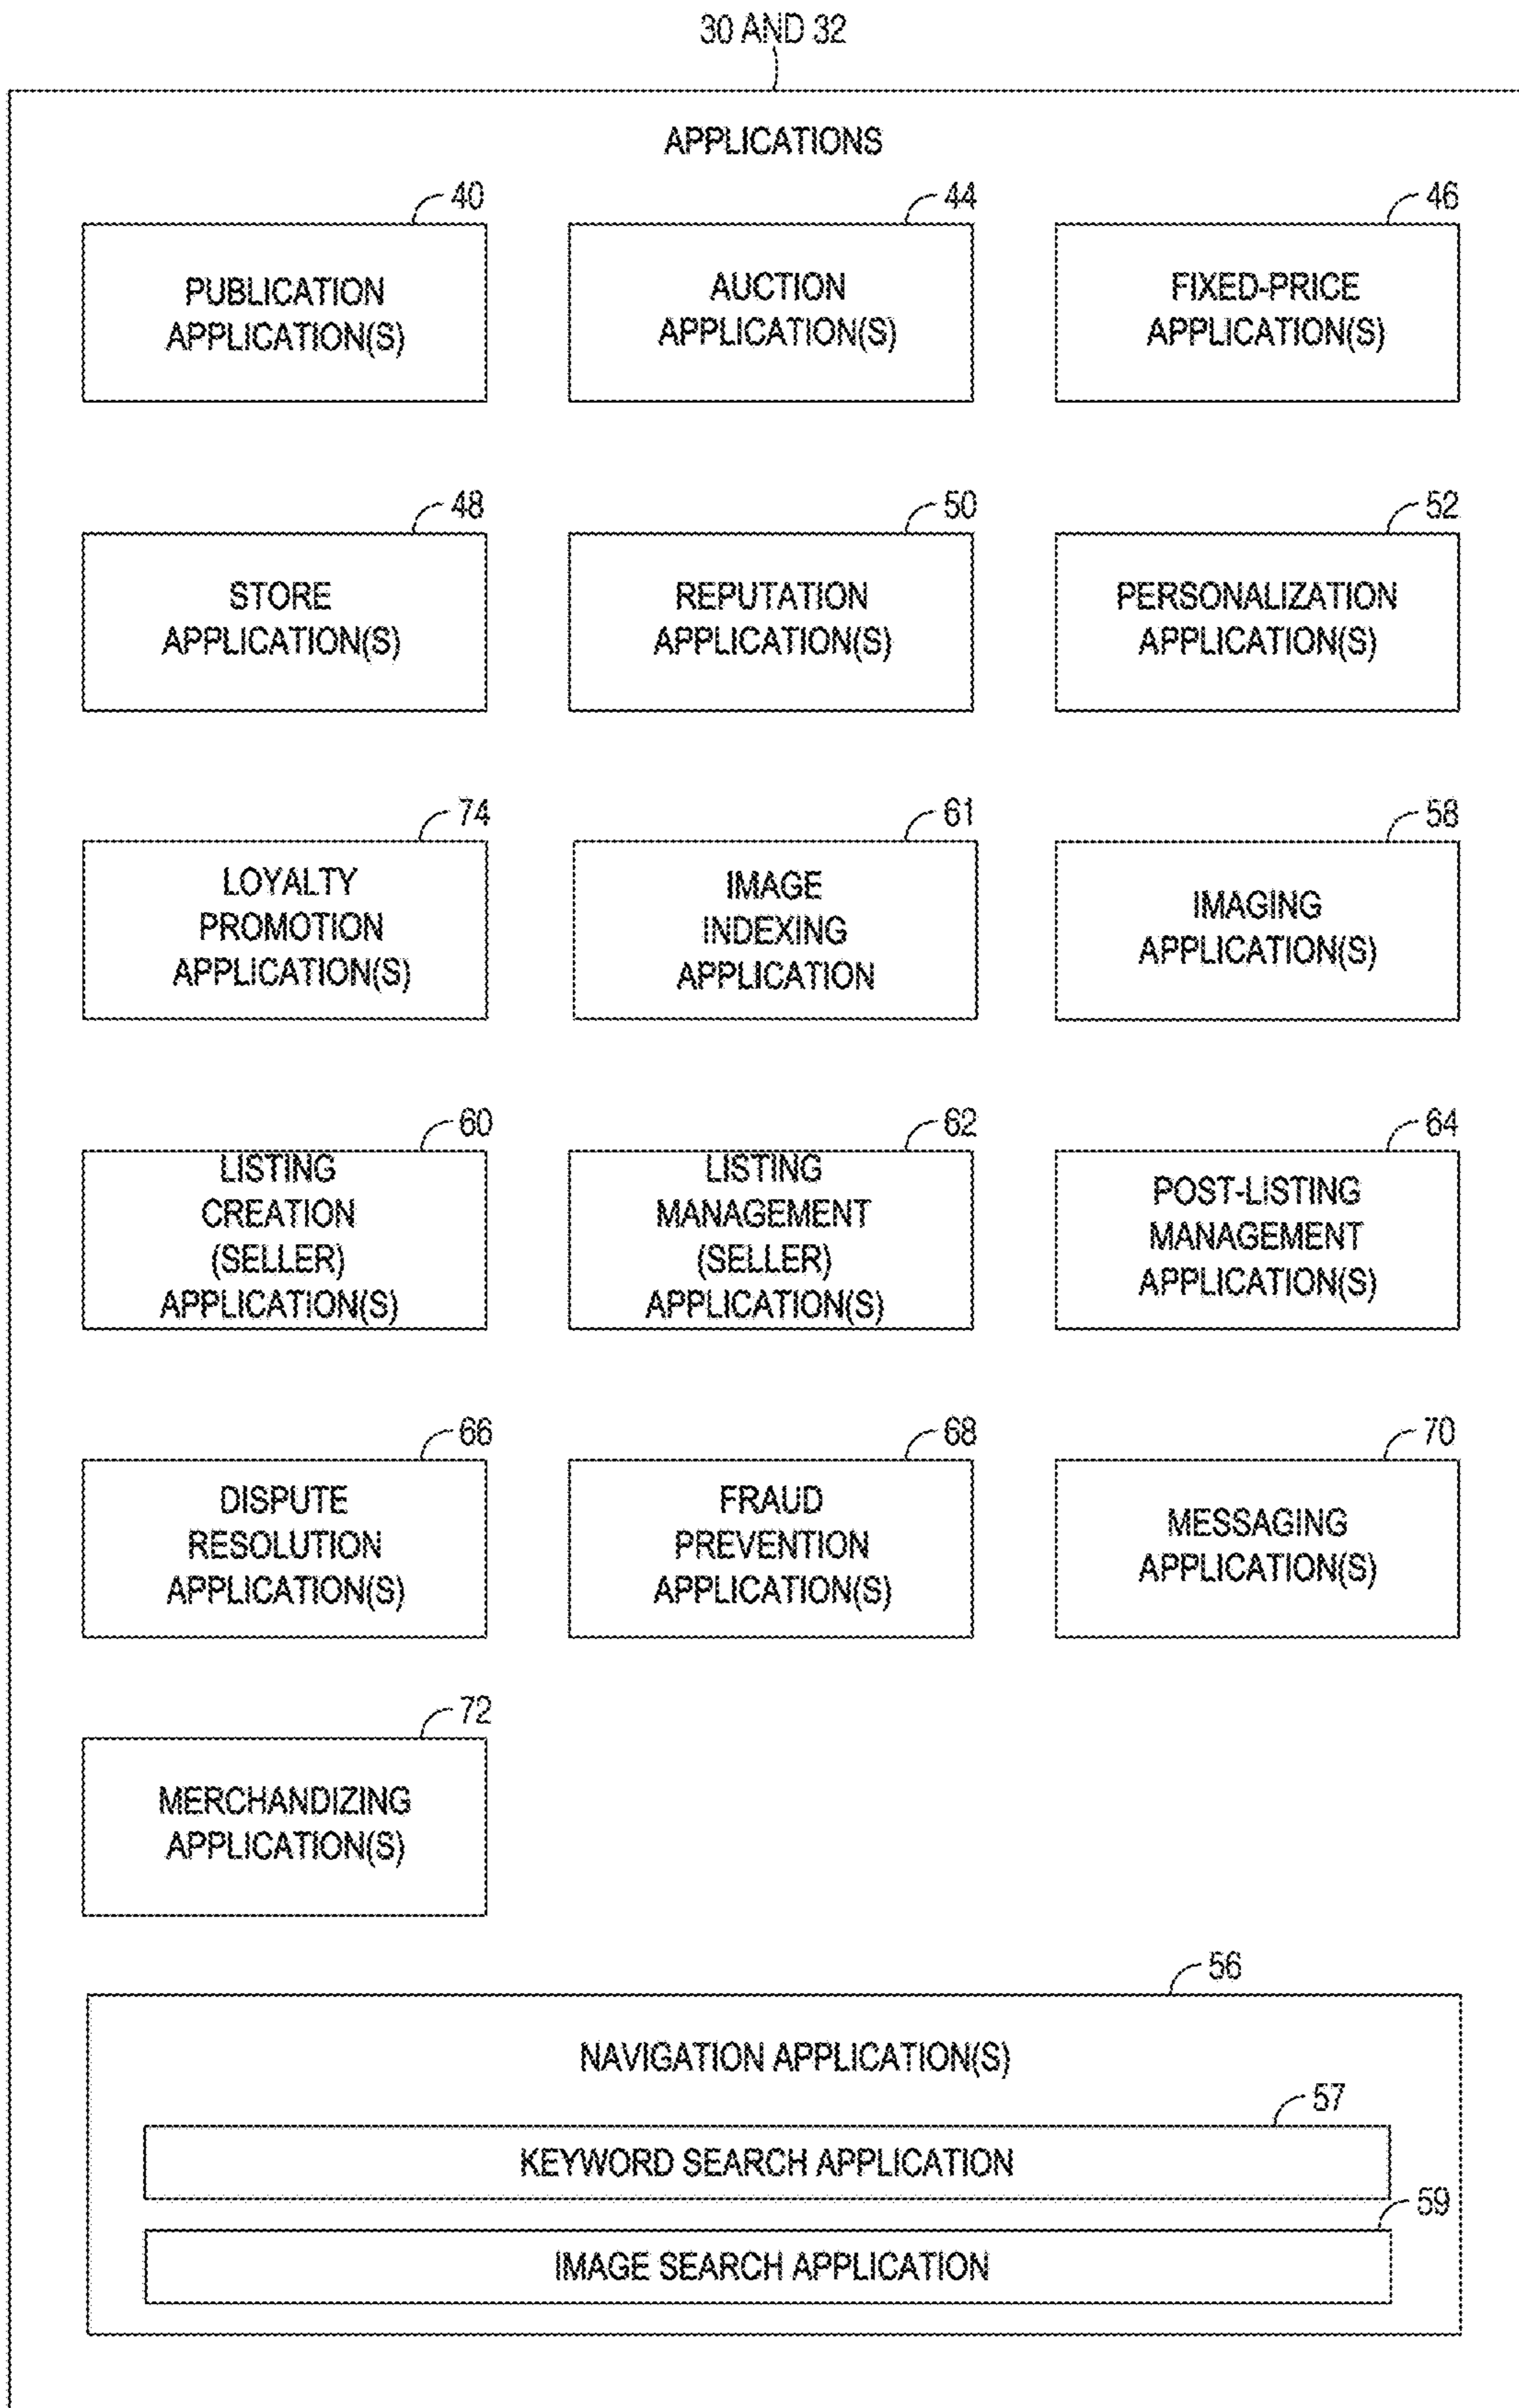 30 AND 32
APPLICATIONS
40
PUBLICATION
APPLICATION(S)
44
AUCTION
APPLICATION(S)
46
FIXED-PRICE
APPLICATION(S)
48
STORE
APPLICATION(S)
50
REPUTATION
APPLICATION(S)
52
PERSONALIZATION
APPLICATION(S)
74
LOYALTY
PROMOTION
APPLICATION(S)
61
IMAGE
INDEXING
APPLICATION
58
IMAGING
APPLICATION(S)
60
LISTING
CREATION
(SELLER)
APPLICATION(S)
62
LISTING
MANAGEMENT
(SELLER)
APPLICATION(S)
64
POST-LISTING
MANAGEMENT
APPLICATION(S)
66
DISPUTE
RESOLUTION
APPLICATION(S)
68
FRAUD
PREVENTION
APPLICATION(S)
70
MESSAGING
APPLICATION(S)
72
MERCHANDIZING
APPLICATION(S)
56
NAVIGATION APPLICATION(S)
57
KEYWORD SEARCH APPLICATION
59
IMAGE SEARCH APPLICATION